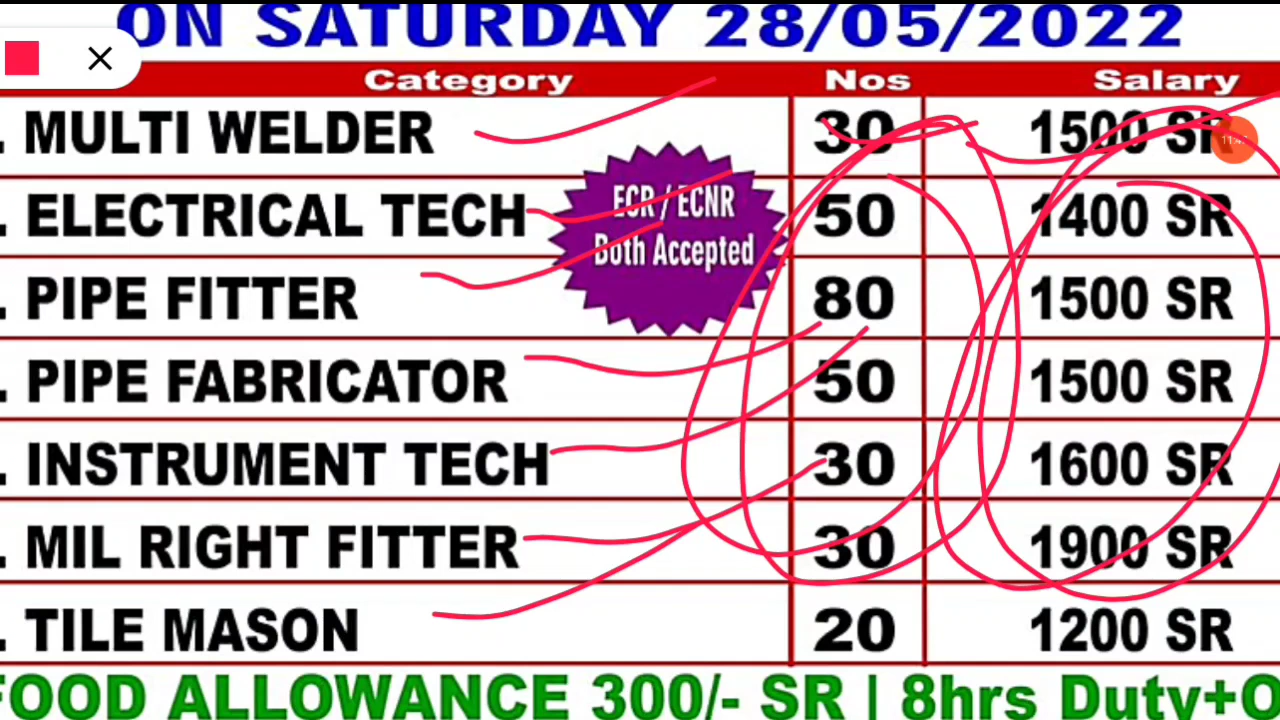 ON SATURDAY 28/05/2022
Category Nos Salary
. MULTI WELDER 30 1500 SR
. ELECTRICAL TECH 50 1400 SR
ECR / ECNR
Both Accepted
. PIPE FITTER 80 1500 SR
. PIPE FABRICATOR 50 1500 SR
. INSTRUMENT TECH 30 1600 SR
. MIL RIGHT FITTER 30 1900 SR
. TILE MASON 20 1200 SR
FOOD ALLOWANCE 300/- SR | 8hrs Duty+O